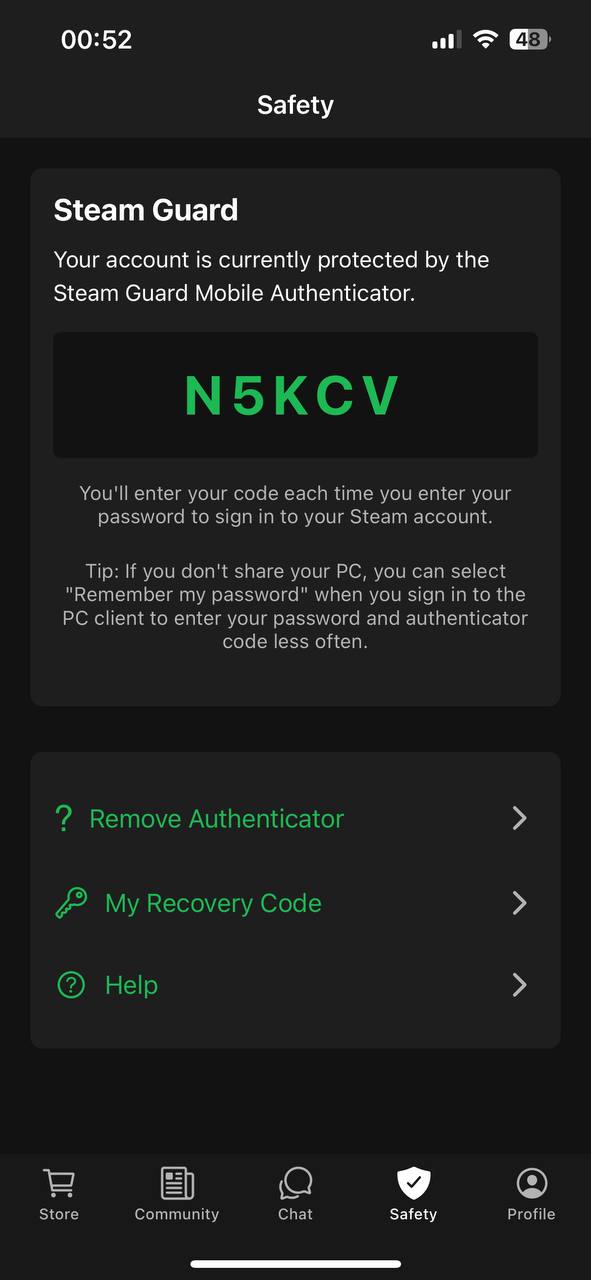 00:52
48
Safety
Steam Guard
Your account is currently protected by the
Steam Guard Mobile Authenticator.
N5KCV
You'll enter your code each time you enter your
password to sign in to your Steam account.
Tip: If you don't share your PC, you can select
"Remember my password" when you sign in to the
PC client to enter your password and authenticator
code less often.
? Remove Authenticator
My Recovery Code
? Help
Store
Community
Chat
Safety
Profile